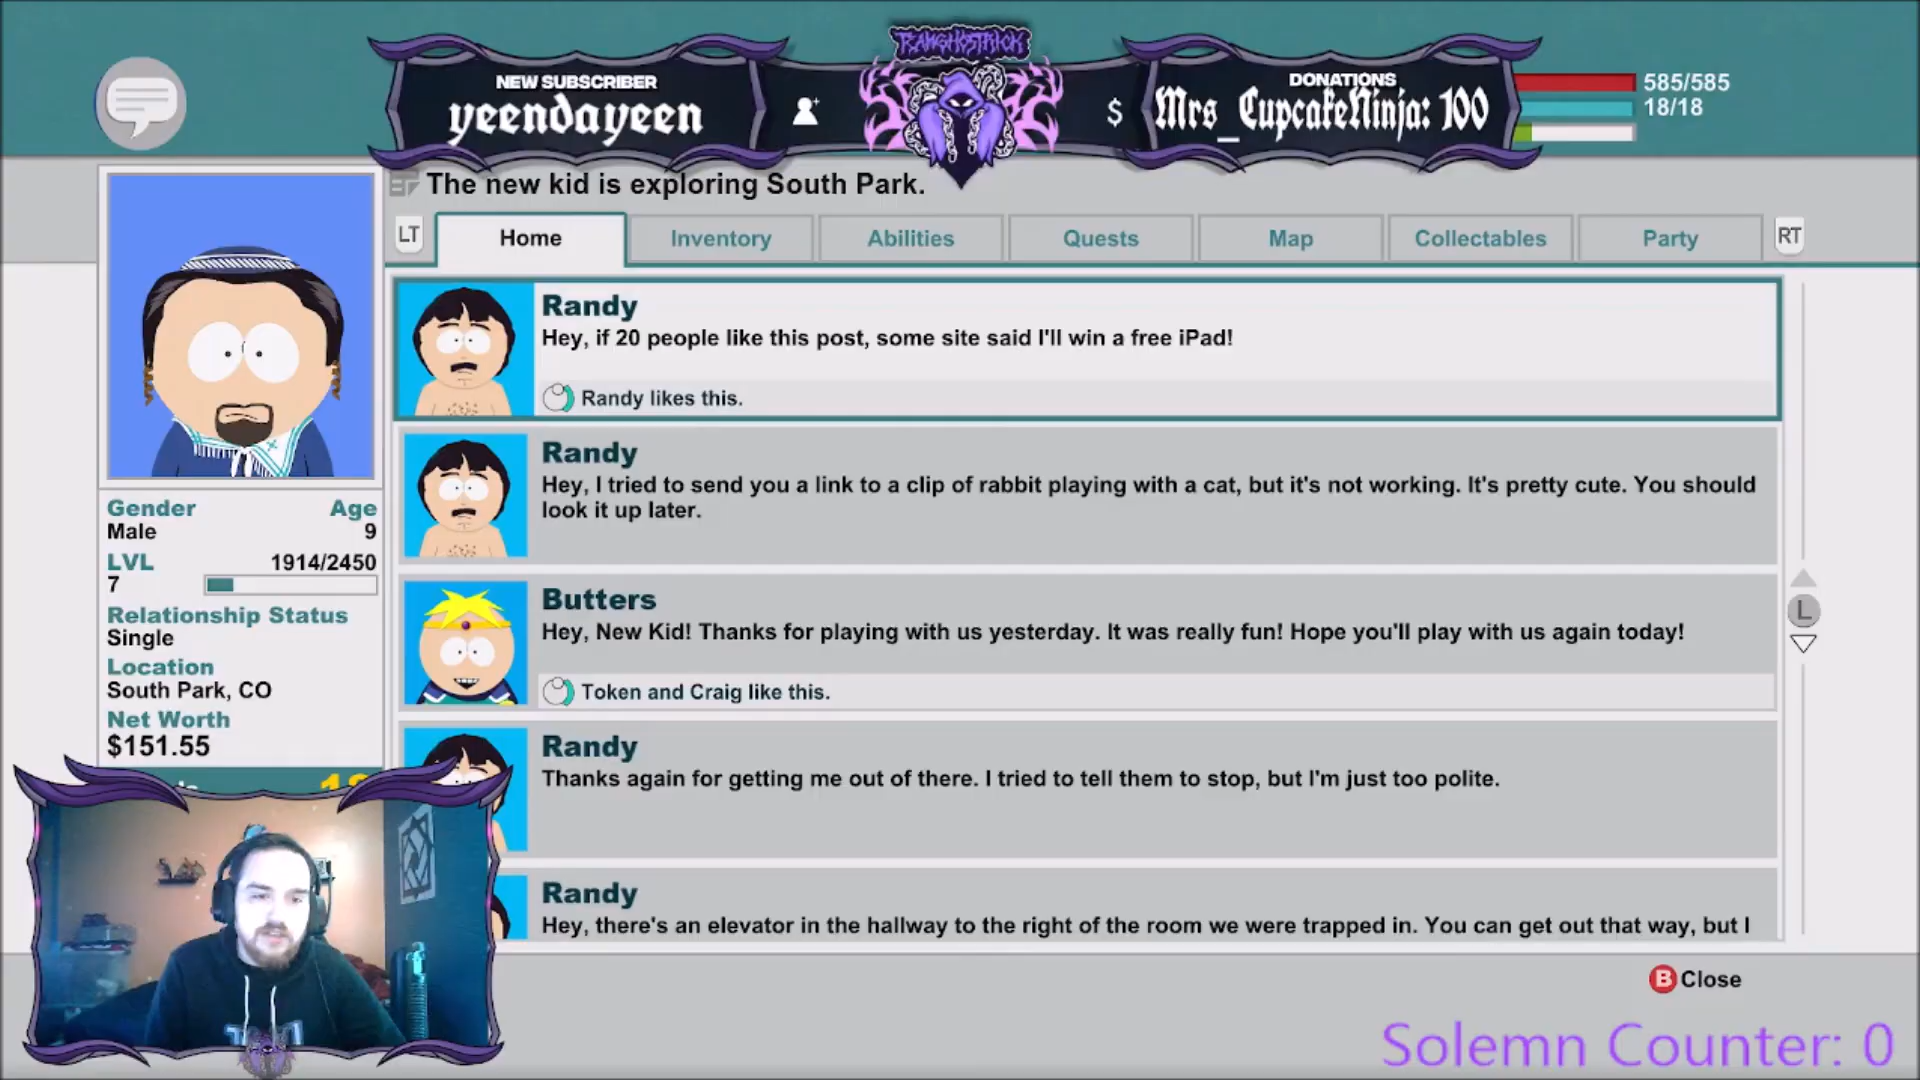 RAMGHOSTRICK
NEW SUBSCRIBER
yeendayeen
$
DONATIONS
Mrs_CupcakeNinja: 100
585/585
18/18
The new kid is exploring South Park.
LT
Home
Inventory
Abilities
Quests
Map
Collectables
Party
RT
Randy
Hey, if 20 people like this post, some site said I'll win a free iPad!
Randy likes this.
Randy
Hey, I tried to send you a link to a clip of rabbit playing with a cat, but it's not working. It's pretty cute. You should
look it up later.
Butters
Hey, New Kid! Thanks for playing with us yesterday. It was really fun! Hope you'll play with us again today!
Token and Craig like this.
Randy
Thanks again for getting me out of there. I tried to tell them to stop, but I'm just too polite.
Randy
Hey, there's an elevator in the hallway to the right of the room we were trapped in. You can get out that way, but I
L
Gender Age
Male 9
LVL 1914/2450
7
Relationship Status
Single
Location
South Park, CO
Net Worth
$151.55
B Close
Solemn Counter: 0